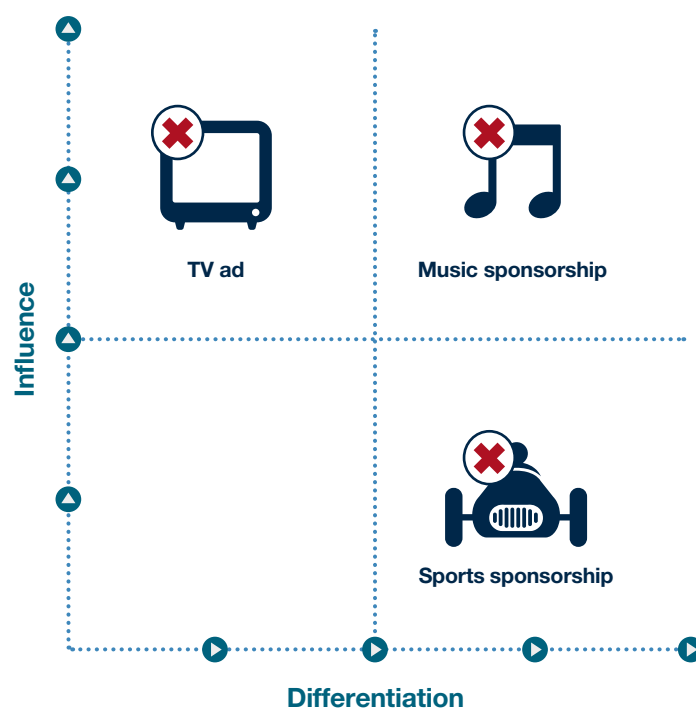 TV ad
Music sponsorship
Influence
Sports sponsorship
Differentiation